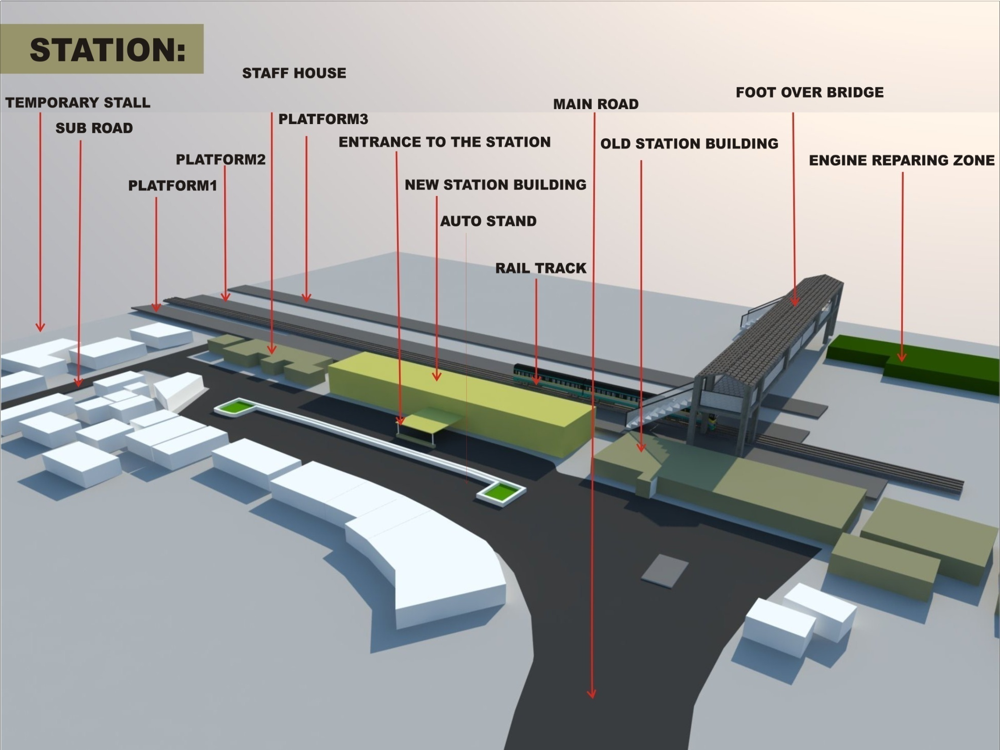 STATION:
STAFF HOUSE
TEMPORARY STALL
SUB ROAD
PLATFORM1
PLATFORM2
PLATFORM3
ENTRANCE TO THE STATION
NEW STATION BUILDING
AUTO STAND
RAIL TRACK
MAIN ROAD
OLD STATION BUILDING
FOOT OVER BRIDGE
ENGINE REPARING ZONE